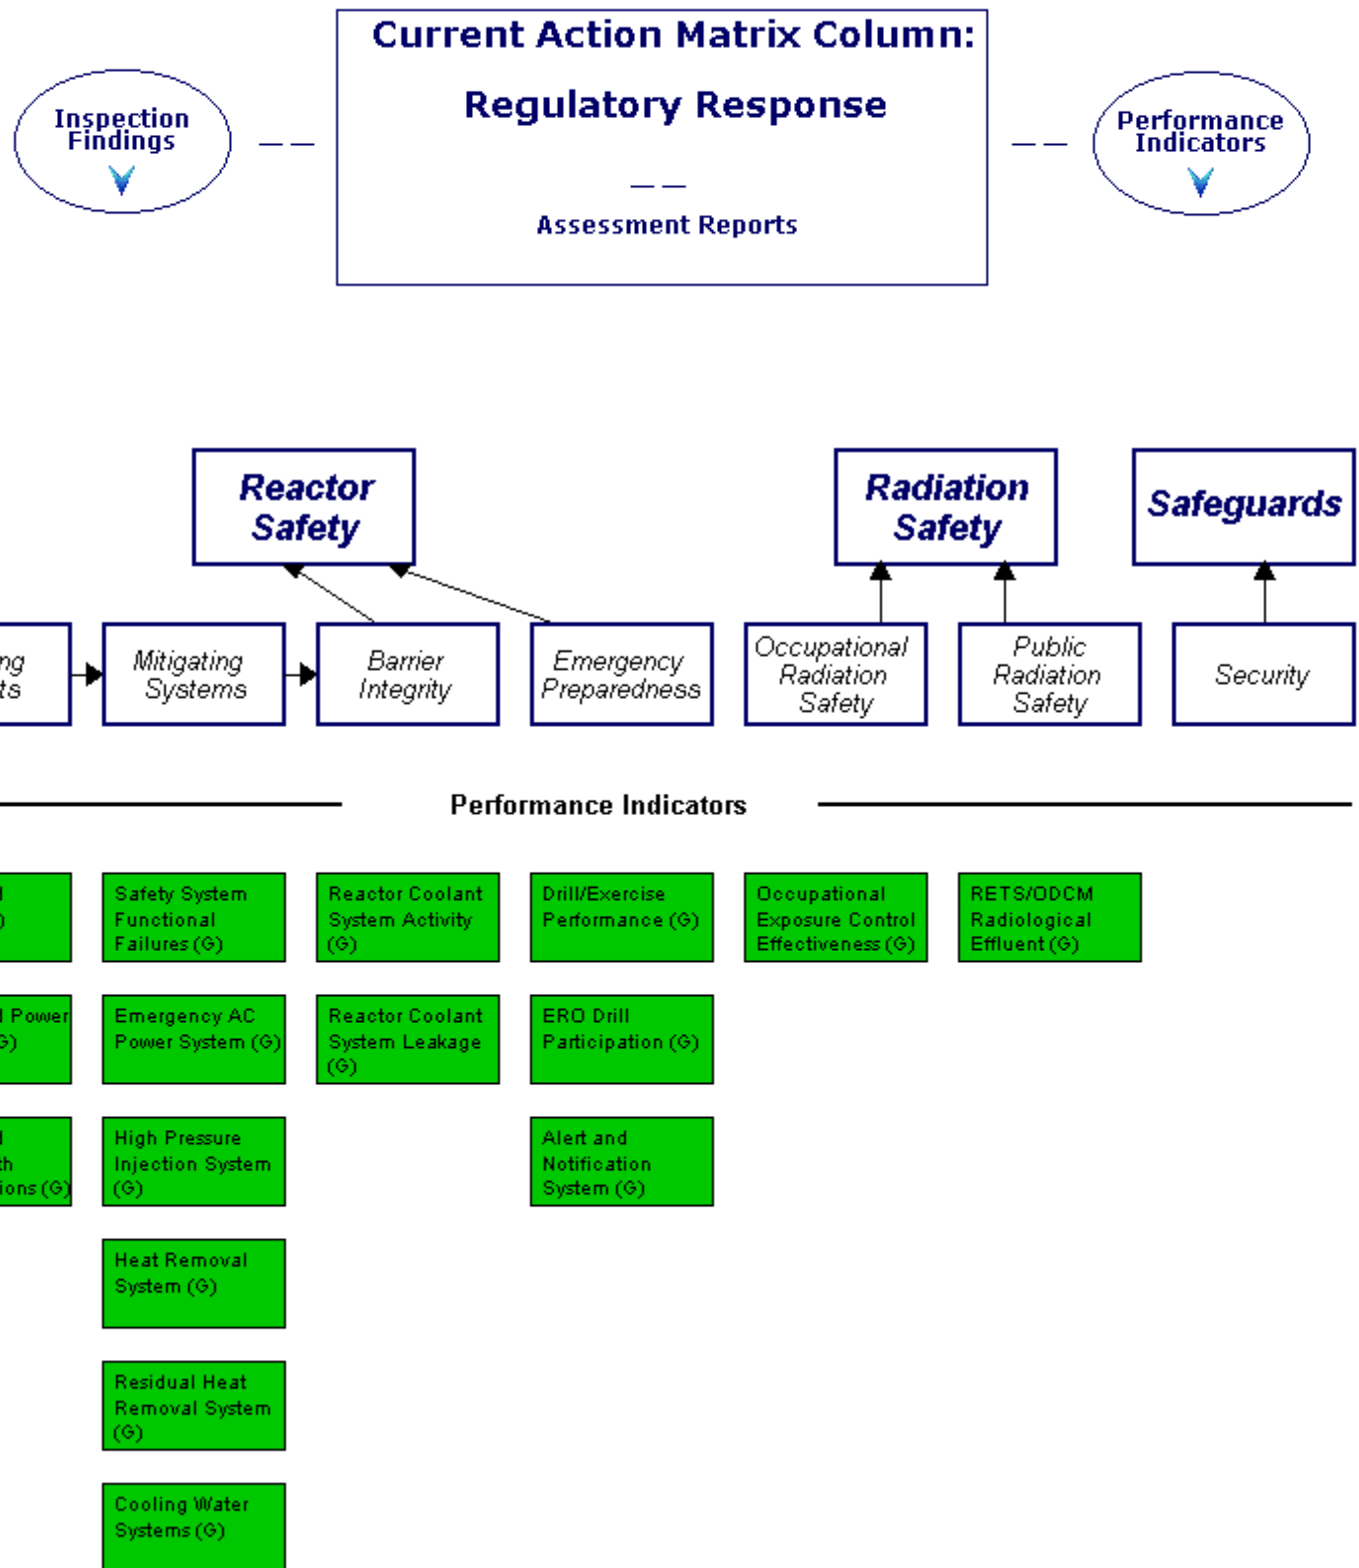 Current Action Matrix Column:
Regulatory Response
Inspection
Findings
Performance
Indicators
Assessment Reports
Reactor
Safety
Radiation
Safety
Safeguards
Mitigating
Systems
Barrier
Integrity
Emergency
Preparedness
Occupational
Radiation
Safety
Public
Radiation
Safety
Security
Performance Indicators
Safety System
Functional
Failures (G)
Reactor Coolant
System Activity
(G)
Drill/Exercise
Performance (G)
Occupational
Exposure Control
Effectiveness (G)
RETS/ODCM
Radiological
Effluent (G)
Power
Emergency AC
Power System (G)
Reactor Coolant
System Leakage
(G)
ERO Drill
Participation (G)
(G)
High Pressure
Injection System
(G)
Alert and
Notification
System (G)
Heat Removal
System (G)
Residual Heat
Removal System
(G)
Cooling Water
Systems (G)